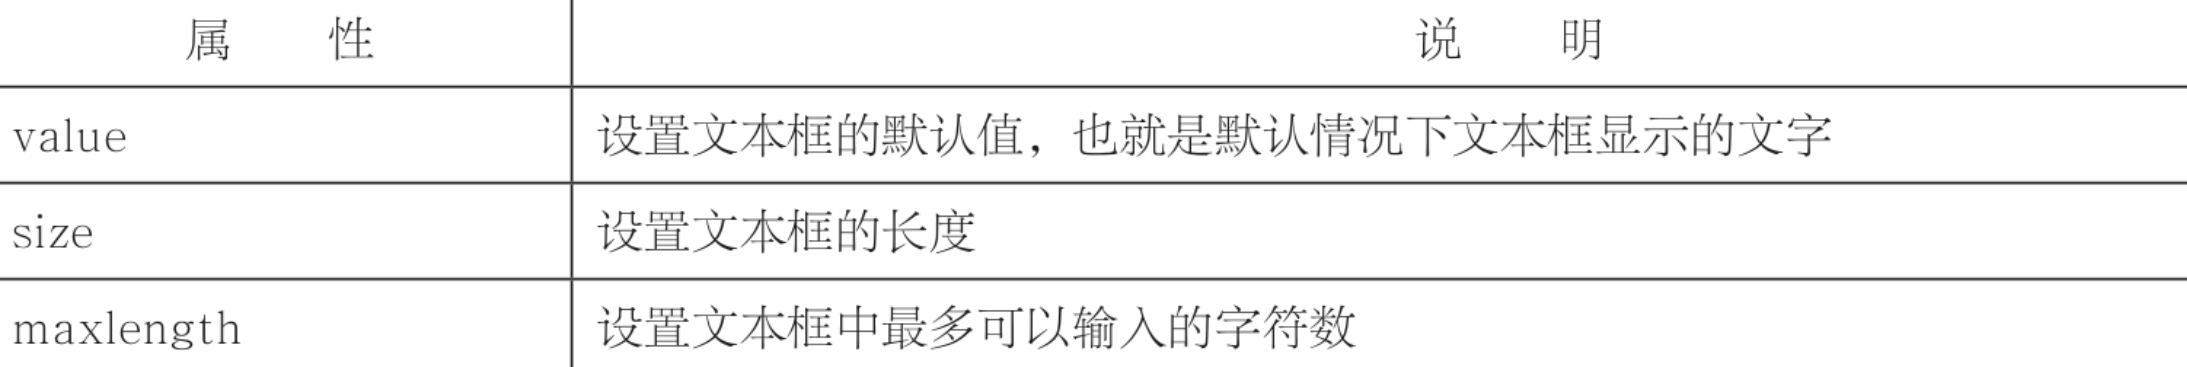 属 性 说 明
value 设置文本框的默认值，也就是默认情况下文本框显示的文字
size 设置文本框的长度
maxlength 设置文本框中最多可以输入的字符数